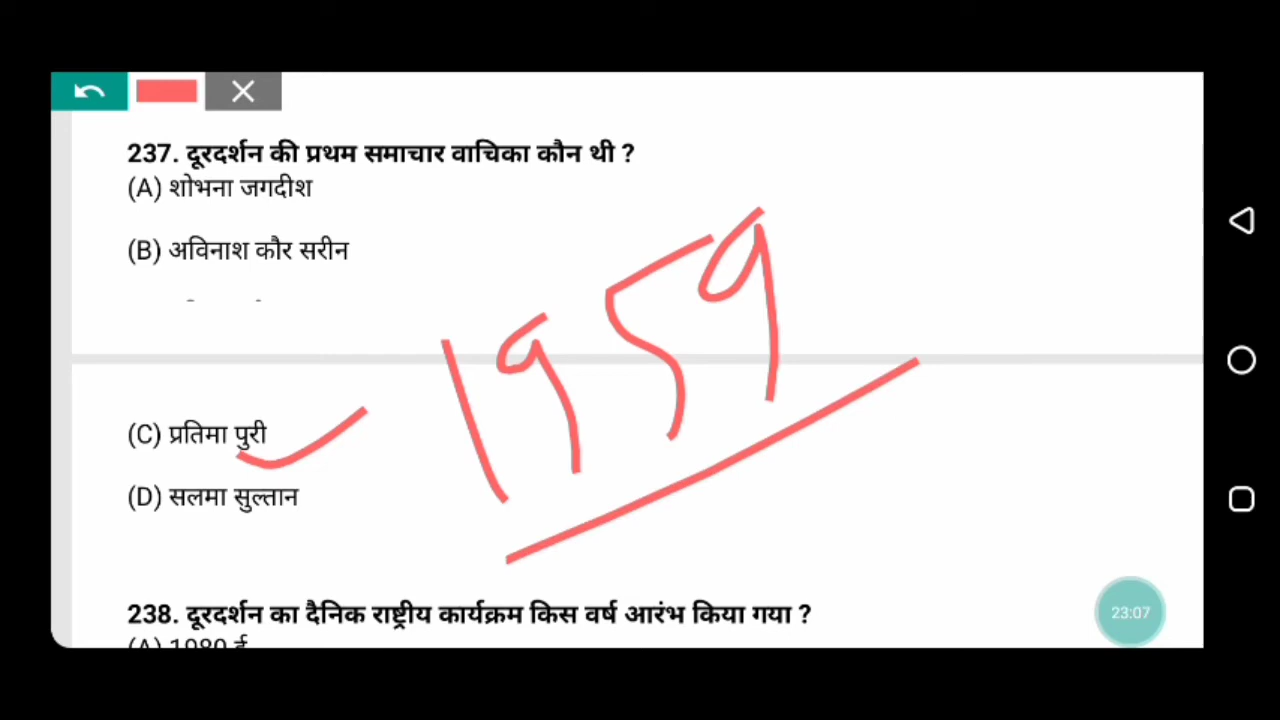 237. दूरदर्शन की प्रथम समाचार वाचिका कौन थी ?
(A) शोभना जगदीश
(B) अविनाश कौर सरीन
1959
(C) प्रतिमा पुरी
(D) सलमा सुल्तान
238. दूरदर्शन का दैनिक राष्ट्रीय कार्यक्रम किस वर्ष आरंभ किया गया ?
(A) 1980 ई
23:07